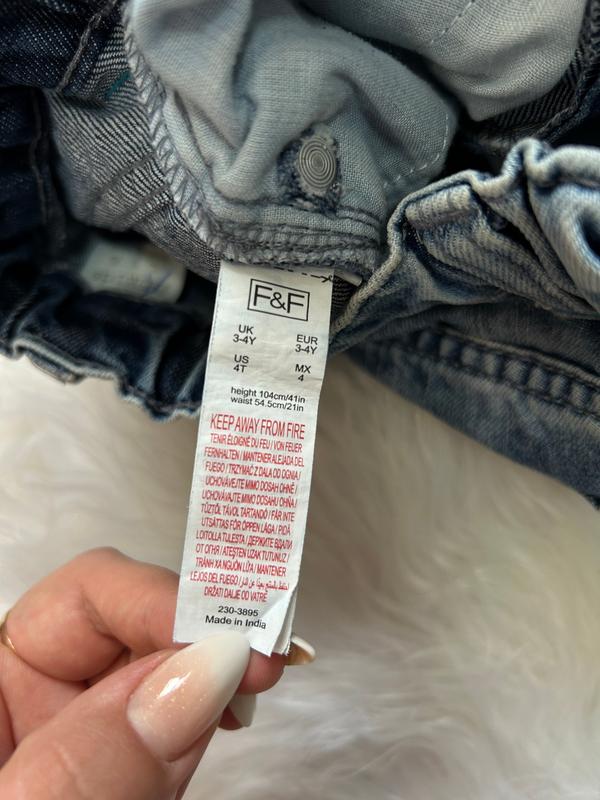 F&F
UK EUR
3-4Y 3-4Y
US MX
4T 4
height 104cm/41in
waist 54.5cm/21in
KEEP AWAY FROM FIRE
TENIR ÉLOIGNÉ DU FEU / VON FEUER
FERNHALTEN / MANTENER ALEJADA DEL
FUEGO / TRZYMAĆ Z DALA OD OGNIA /
UCHOVÁVEJTE MIMO DOSAH OHNĚ /
UCHOVÁVAJTE MIMO DOSAHU OHŇA /
TŰZTŐL TÁVOL TARTANDÓ / FÅR INTE
UTSÄTTAS FÖR ÖPPEN LÅGA / PIDÄ
LOITOLLA TULESTA / ДЕРЖИТЕ ВДАЛИ
ОТ ОГНЯ / ATEŞTEN UZAK TUTUNUZ /
TRÁNH XA NGUỒN LỬA / MANTENER
LEJOS DEL FUEGO /
DRŽATI DALJE OD VATRE
230-3895
Made in India